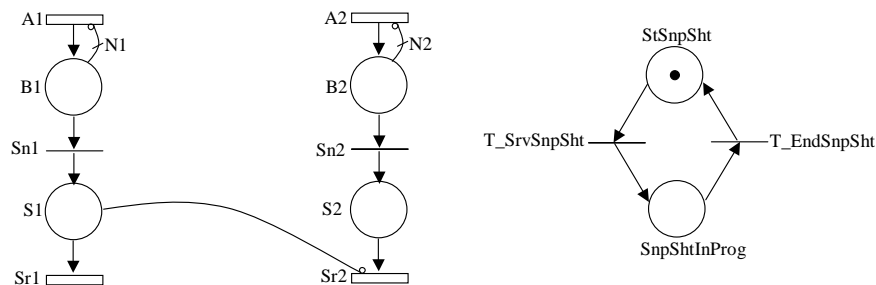 A1
N1
B1
Sn1
S1
Sr1
A2
N2
B2
Sn2
S2
Sr2
StSnpSht
T_SrvSnpSht
T_EndSnpSht
SnpShtInProg